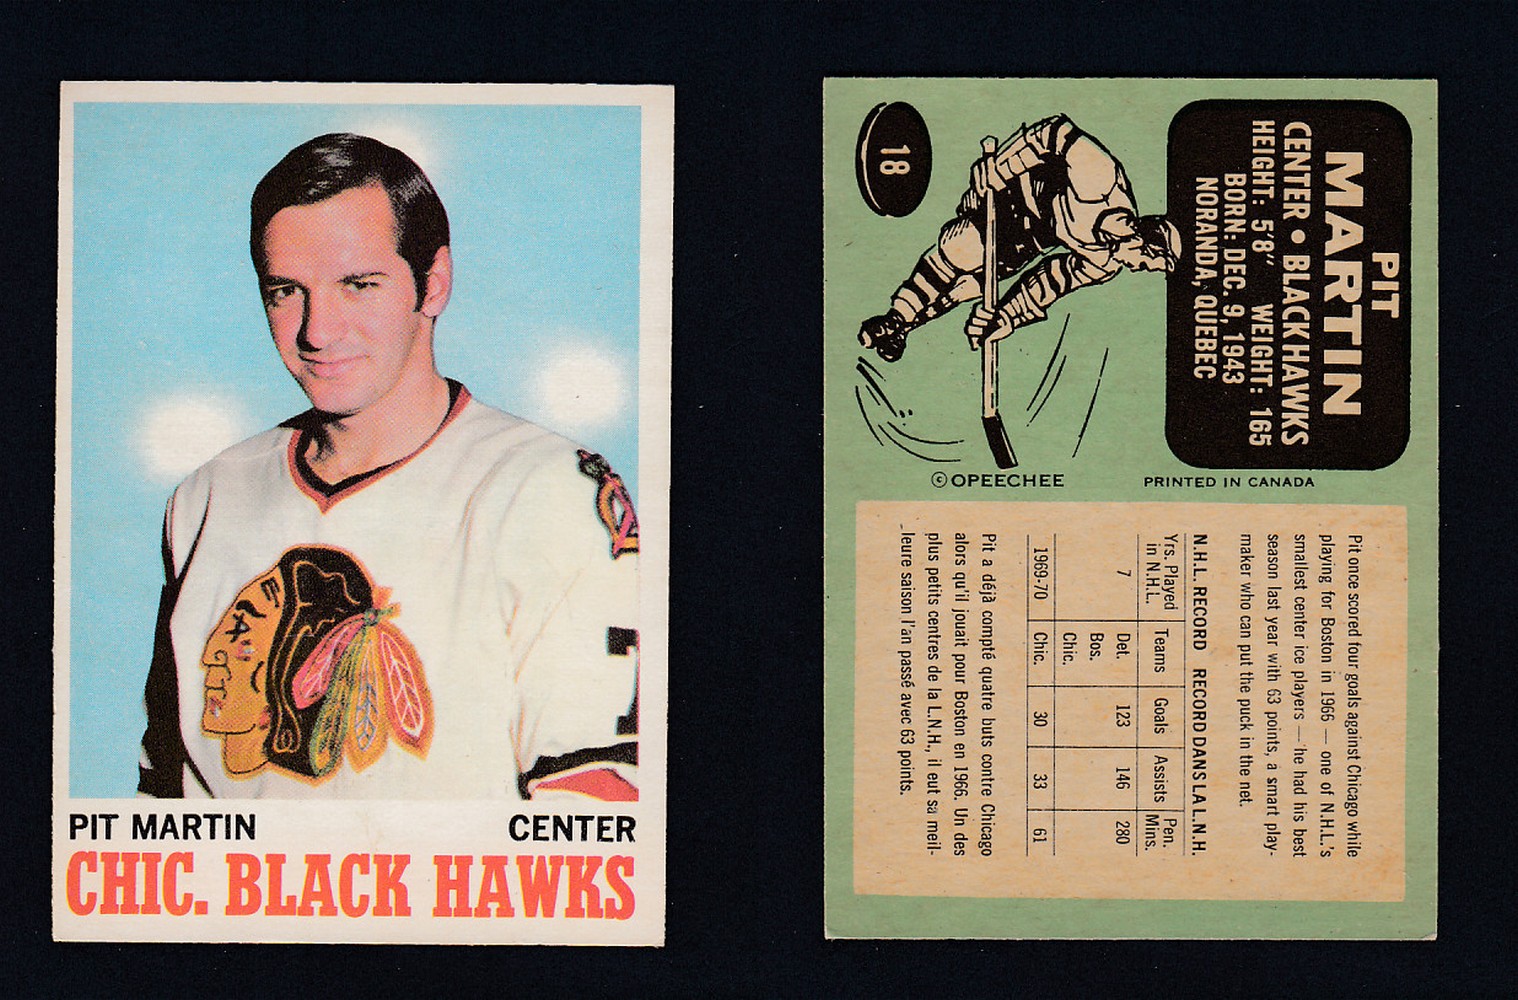 PIT MARTIN CENTER
CHIC. BLACK HAWKS
18
PIT
MARTIN
CENTER • BLACK HAWKS
HEIGHT: 5'8" WEIGHT: 165
BORN: DEC. 9, 1943
NORANDA, QUEBEC
© OPEECHEE PRINTED IN CANADA
Pit once scored four goals against Chicago while
playing for Boston in 1966 — one of N.H.L.'s
smallest center ice players — he had his best
season last year with 63 points, a smart play-
maker who can put the puck in the net.
N.H.L. RECORD RECORD DANS LA L.N.H.
Yrs. Played Teams Goals Assists Pen.
in N.H.L. Mins.
7 Det. 123 146 280
Bos.
Chic.
1969-70 Chic. 30 33 61
Pit a déjà compté quatre buts contre Chicago
alors qu'il jouait pour Boston en 1966. Un des
plus petits centres de la L.N.H., il eut sa meil-
leure saison l'an passé avec 63 points.